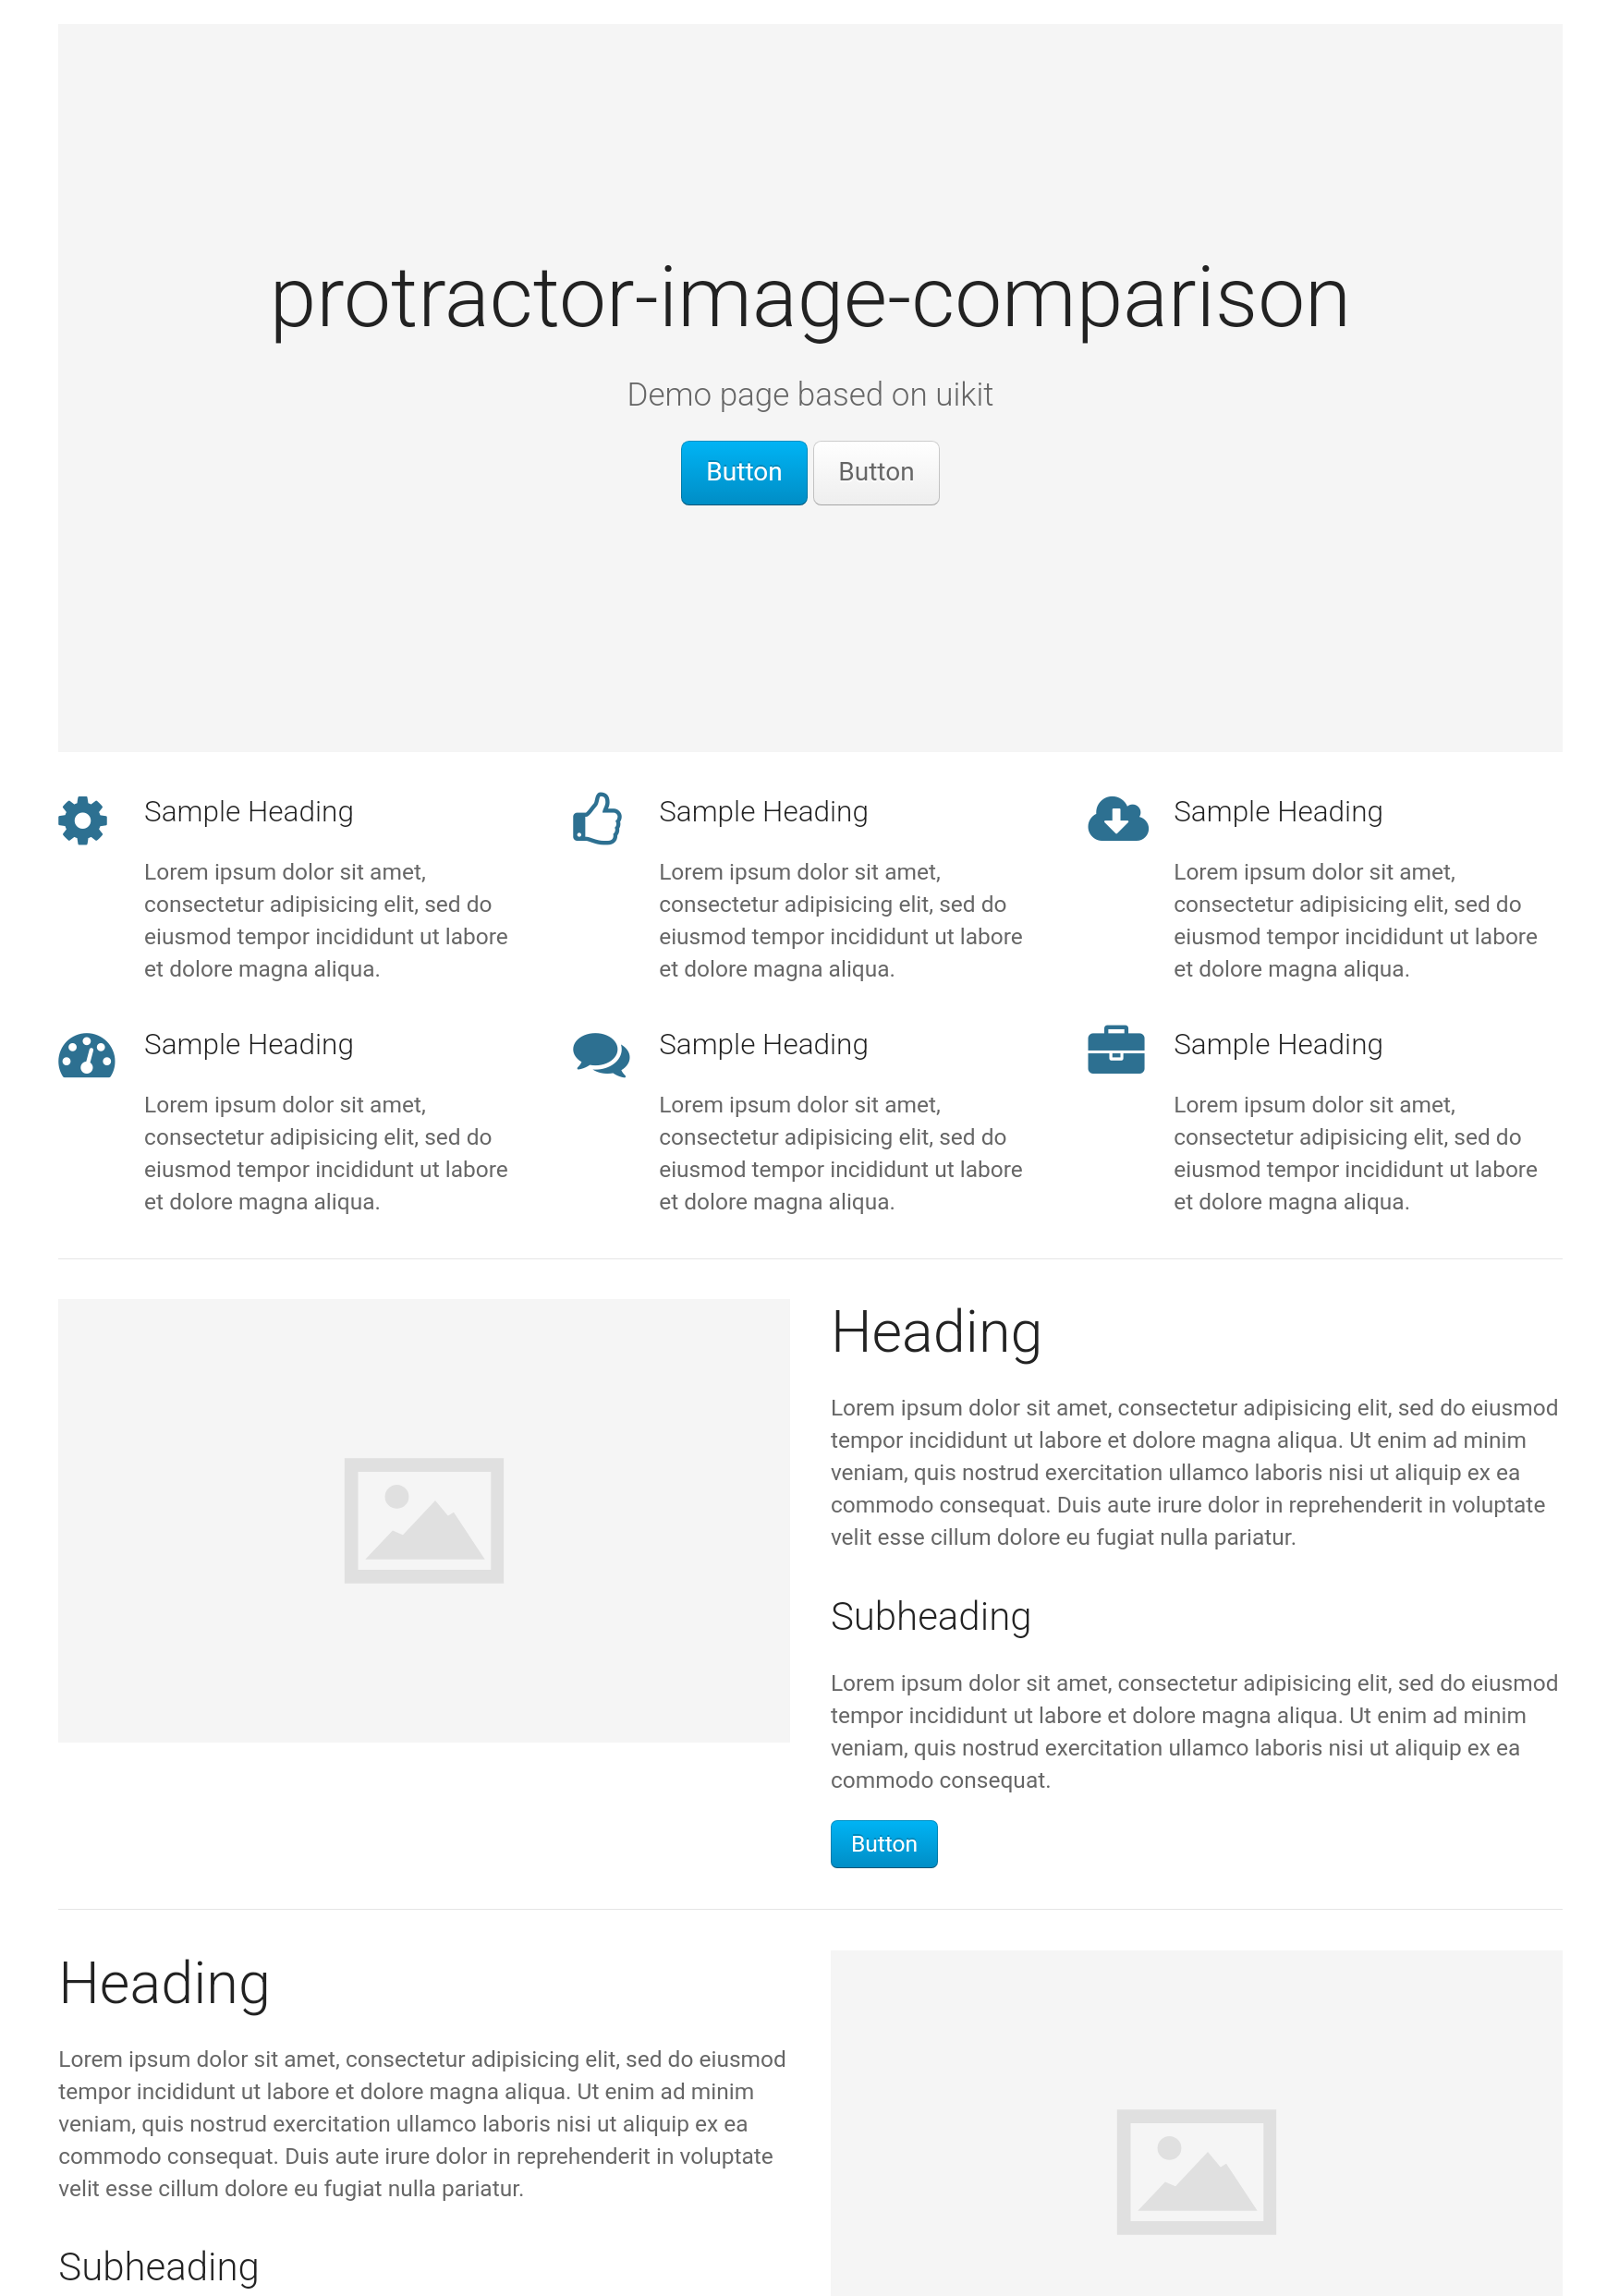 protractor-image-comparison
Demo page based on uikit
Button Button
Sample Heading
Lorem ipsum dolor sit amet,
consectetur adipisicing elit, sed do
eiusmod tempor incididunt ut labore
et dolore magna aliqua.
Sample Heading
Lorem ipsum dolor sit amet,
consectetur adipisicing elit, sed do
eiusmod tempor incididunt ut labore
et dolore magna aliqua.
Sample Heading
Lorem ipsum dolor sit amet,
consectetur adipisicing elit, sed do
eiusmod tempor incididunt ut labore
et dolore magna aliqua.
Sample Heading
Lorem ipsum dolor sit amet,
consectetur adipisicing elit, sed do
eiusmod tempor incididunt ut labore
et dolore magna aliqua.
Sample Heading
Lorem ipsum dolor sit amet,
consectetur adipisicing elit, sed do
eiusmod tempor incididunt ut labore
et dolore magna aliqua.
Sample Heading
Lorem ipsum dolor sit amet,
consectetur adipisicing elit, sed do
eiusmod tempor incididunt ut labore
et dolore magna aliqua.
Heading
Lorem ipsum dolor sit amet, consectetur adipisicing elit, sed do eiusmod
tempor incididunt ut labore et dolore magna aliqua. Ut enim ad minim
veniam, quis nostrud exercitation ullamco laboris nisi ut aliquip ex ea
commodo consequat. Duis aute irure dolor in reprehenderit in voluptate
velit esse cillum dolore eu fugiat nulla pariatur.
Subheading
Lorem ipsum dolor sit amet, consectetur adipisicing elit, sed do eiusmod
tempor incididunt ut labore et dolore magna aliqua. Ut enim ad minim
veniam, quis nostrud exercitation ullamco laboris nisi ut aliquip ex ea
commodo consequat.
Button
Heading
Lorem ipsum dolor sit amet, consectetur adipisicing elit, sed do eiusmod
tempor incididunt ut labore et dolore magna aliqua. Ut enim ad minim
veniam, quis nostrud exercitation ullamco laboris nisi ut aliquip ex ea
commodo consequat. Duis aute irure dolor in reprehenderit in voluptate
velit esse cillum dolore eu fugiat nulla pariatur.
Subheading